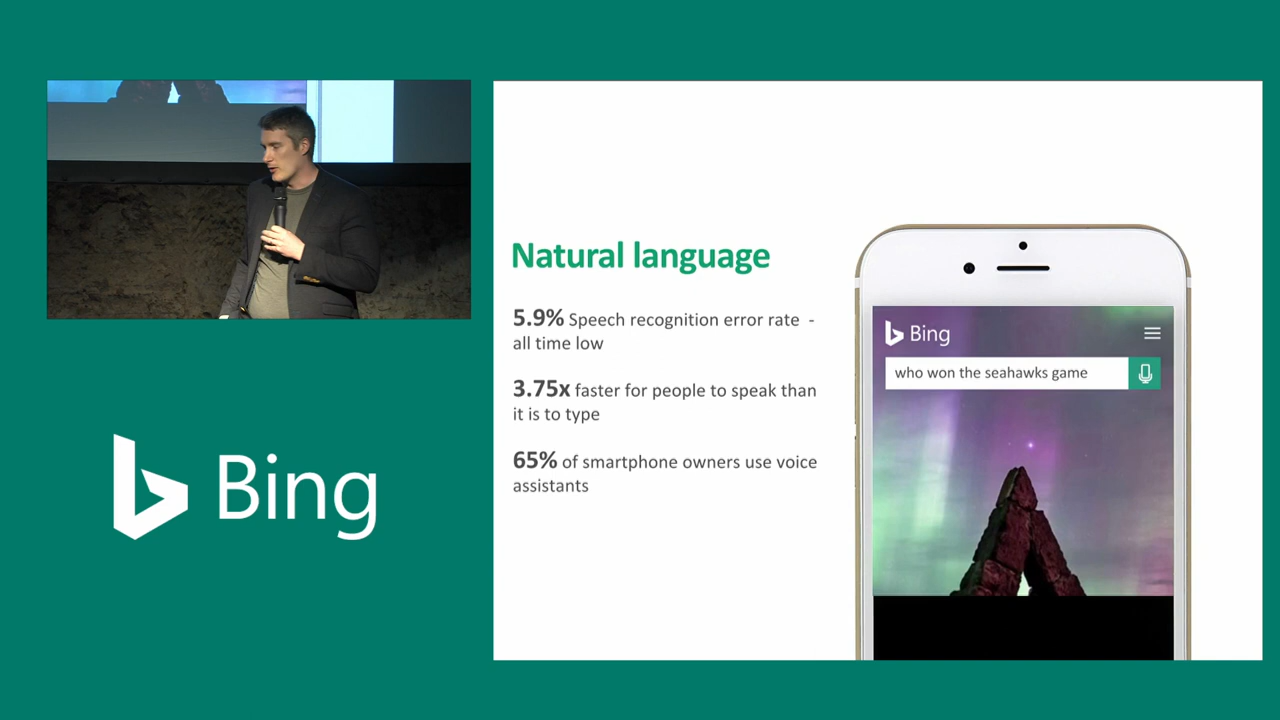 Bing
Natural language
5.9% Speech recognition error rate -
all time low
3.75x faster for people to speak than
it is to type
65% of smartphone owners use voice
assistants
Bing
who won the seahawks game